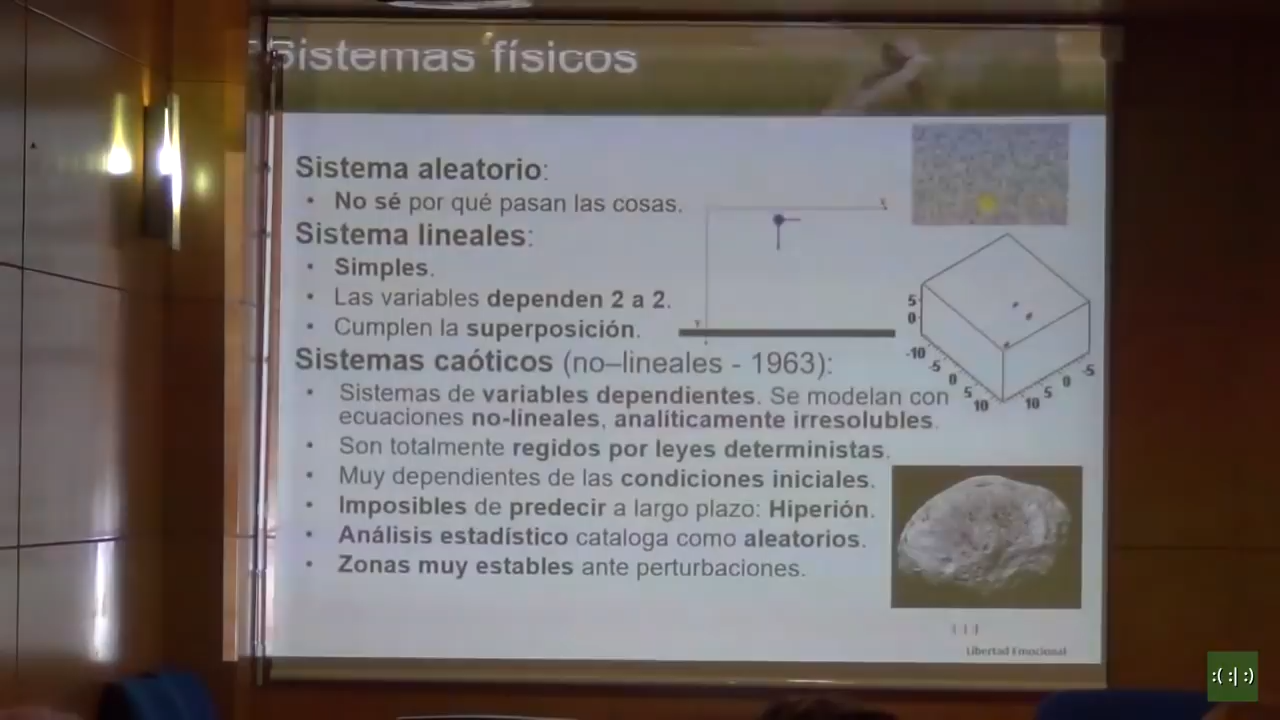 Sistemas físicos
Sistema aleatorio:
• No sé por qué pasan las cosas.
Sistema lineales:
• Simples.
• Las variables dependen 2 a 2.
• Cumplen la superposición.
Sistemas caóticos (no–lineales - 1963):
• Sistemas de variables dependientes. Se modelan con
ecuaciones no-lineales, analíticamente irresolubles.
• Son totalmente regidos por leyes deterministas.
• Muy dependientes de las condiciones iniciales.
• Imposibles de predecir a largo plazo: Hiperión.
• Análisis estadístico cataloga como aleatorios.
• Zonas muy estables ante perturbaciones.
5
0
-10
-5
0
5
10
10
5
0
-5
Libertad Emocional
:( :| :)